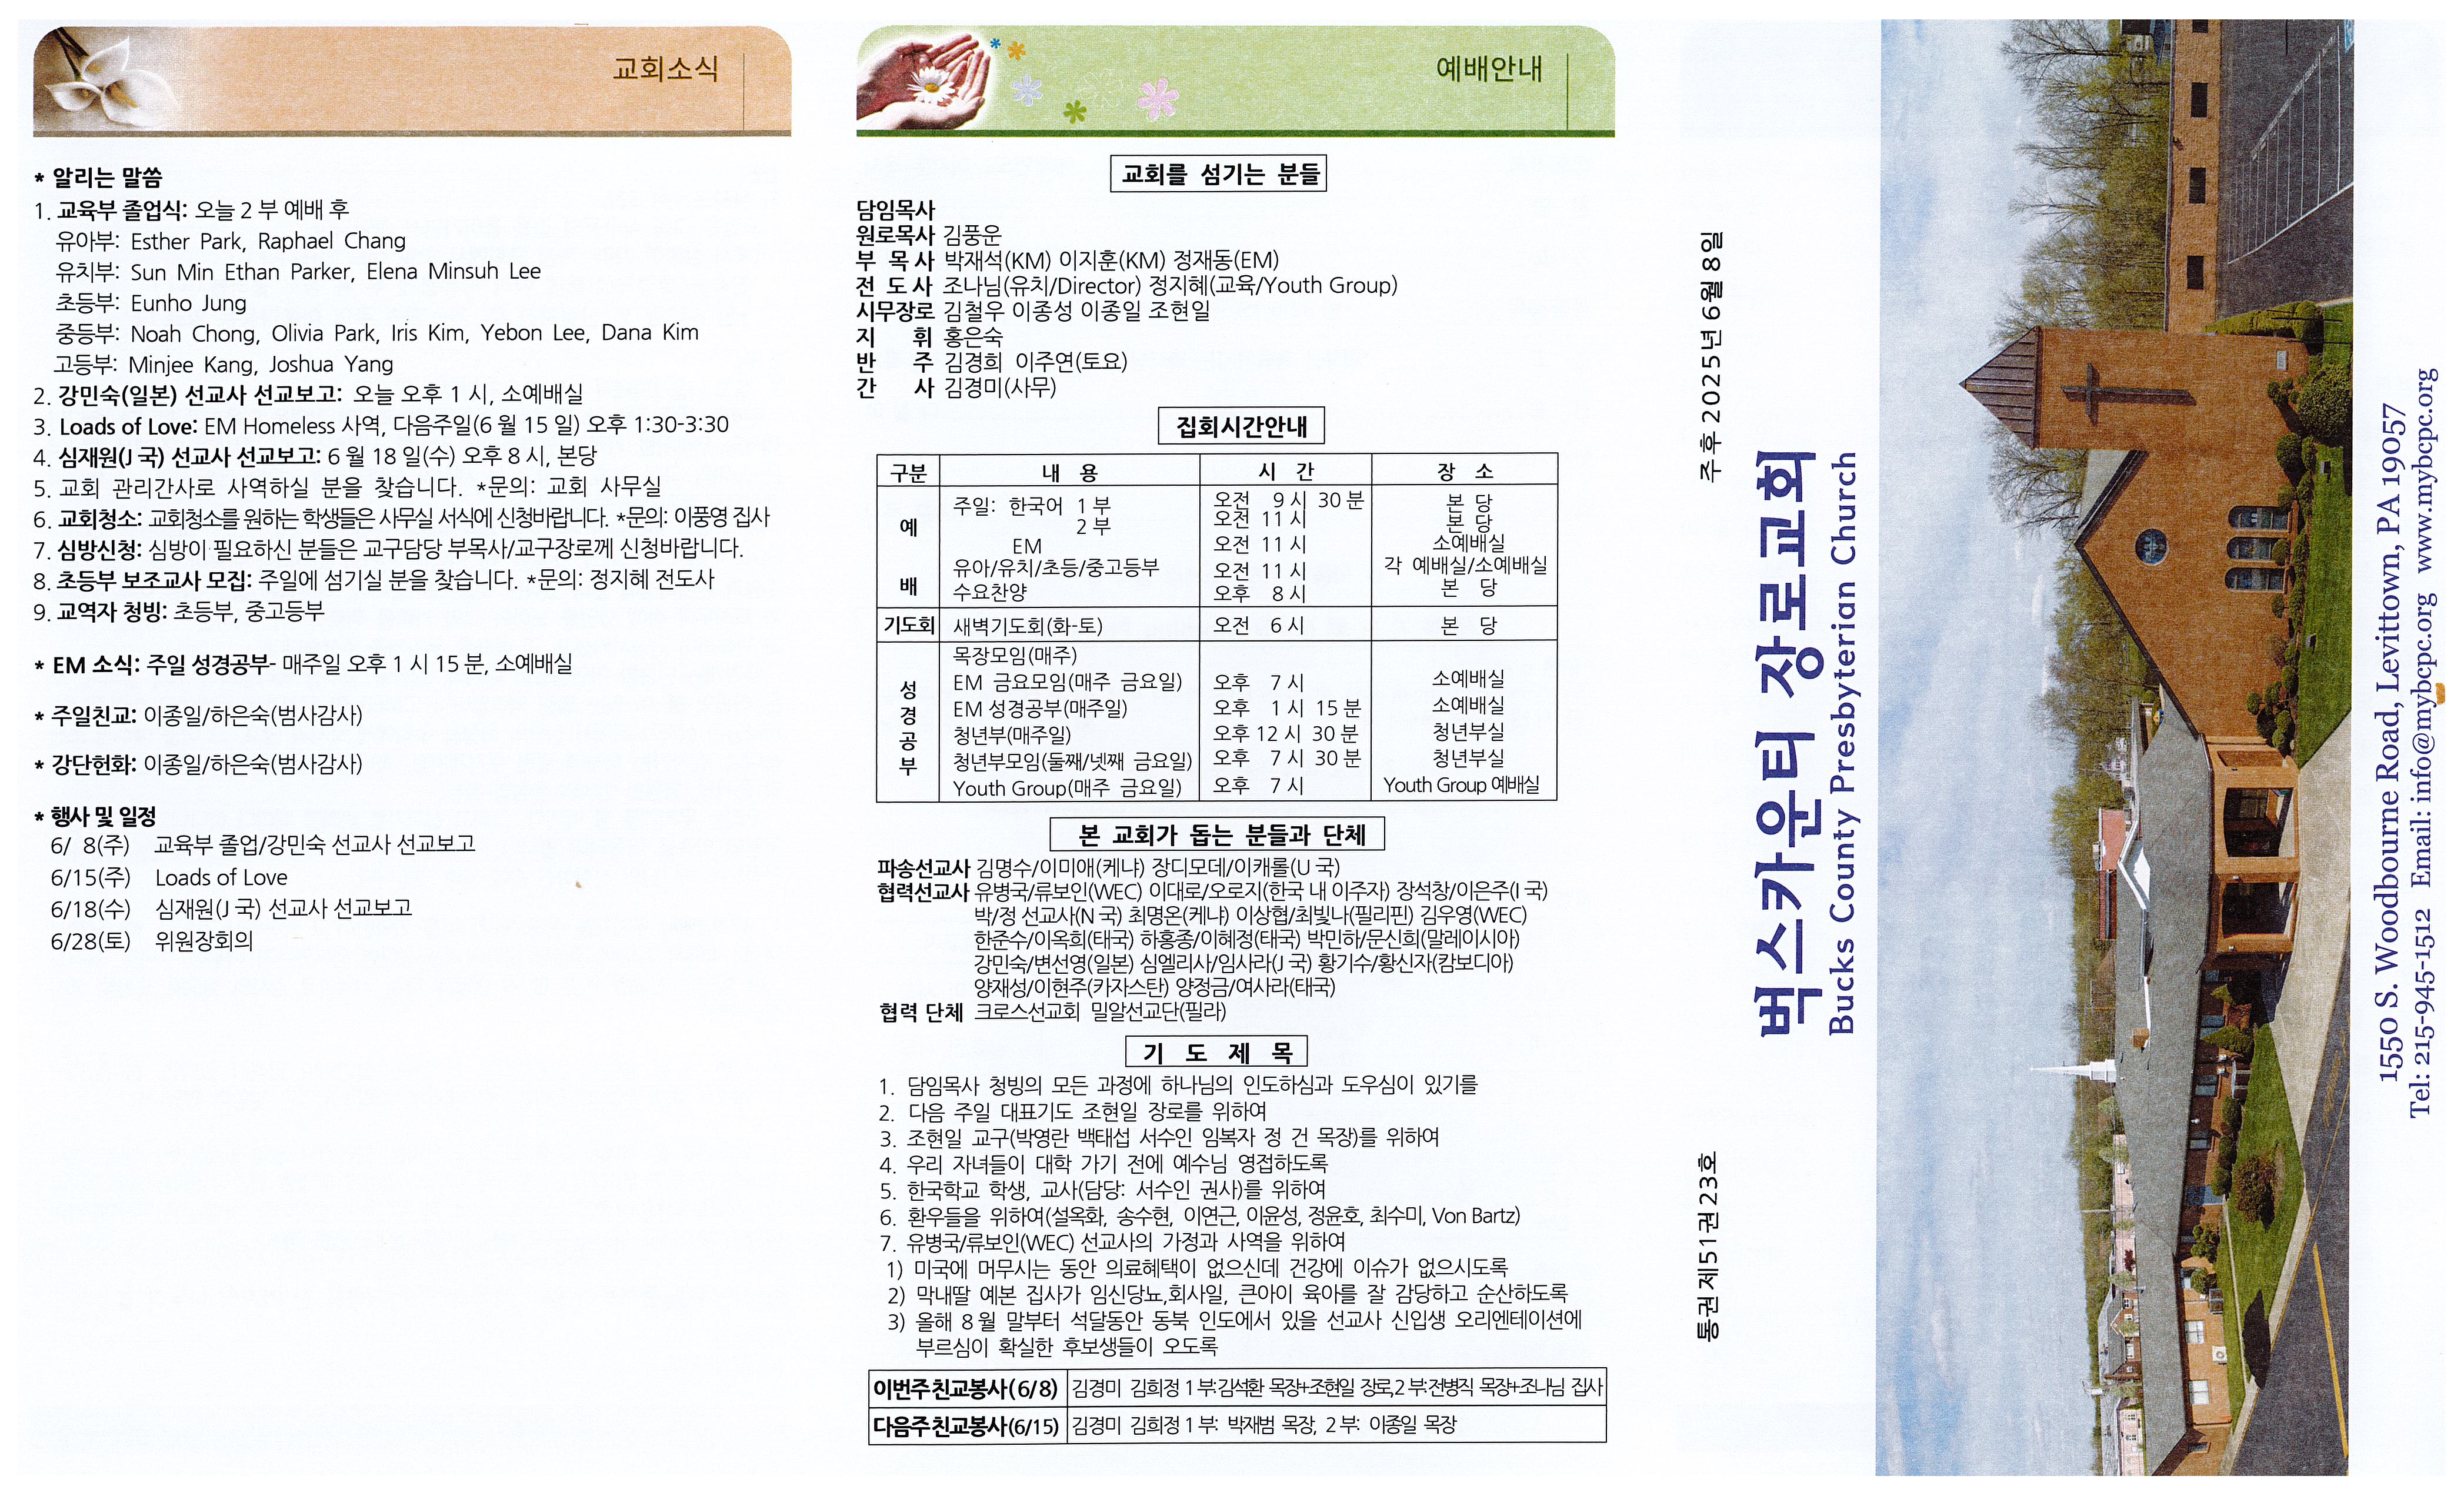 교회소식
* 알리는 말씀
1. 교육부 졸업식: 오늘 2 부 예배 후
유아부: Esther Park, Raphael Chang
유치부: Sun Min Ethan Parker, Elena Minsuh Lee
초등부: Eunho Jung
중등부: Noah Chong, Olivia Park, Iris Kim, Yebon Lee, Dana Kim
고등부: Minjee Kang, Joshua Yang
2. 강민숙(일본) 선교사 선교보고: 오늘 오후 1 시, 소예배실
3. Loads of Love: EM Homeless 사역, 다음주일(6 월 15 일) 오후 1:30-3:30
4. 심재원(J 국) 선교사 선교보고: 6 월 18 일(수) 오후 8 시, 본당
5. 교회 관리간사로 사역하실 분을 찾습니다. *문의: 교회 사무실
6. 교회청소: 교회청소를 원하는 학생들은 사무실 서식에 신청바랍니다. *문의: 이풍영 집사
7. 심방신청: 심방이 필요하신 분들은 교구담당 부목사/교구장로께 신청바랍니다.
8. 초등부 보조교사 모집: 주일에 섬기실 분을 찾습니다. *문의: 정지혜 전도사
9. 교역자 청빙: 초등부, 중고등부
* EM 소식: 주일 성경공부- 매주일 오후 1 시 15 분, 소예배실
* 주일친교: 이종일/하은숙(범사감사)
* 강단헌화: 이종일/하은숙(범사감사)
* 행사 및 일정
6/ 8(주) 교육부 졸업/강민숙 선교사 선교보고
6/15(주) Loads of Love
6/18(수) 심재원(J 국) 선교사 선교보고
6/28(토) 위원장회의
예배안내
교회를 섬기는 분들
담임목사
원로목사 김풍운
부 목 사 박재석(KM) 이지훈(KM) 정재동(EM)
전 도 사 조나님(유치/Director) 정지혜(교육/Youth Group)
시무장로 김철우 이종성 이종일 조현일
지 휘 홍은숙
반 주 김경희 이주연(토요)
간 사 김경미(사무)
집회시간안내
구분 내 용 시 간 장 소
예 배
주일: 한국어 1 부 오전 9 시 30 분 본 당
2 부 오전 11 시 본 당
EM 오전 11 시 소예배실
유아/유치/초등/중고등부 오전 11 시 각 예배실/소예배실
수요찬양 오후 8 시 본 당
기도회 새벽기도회(화-토) 오전 6 시 본 당
성경공부
목장모임(매주)
EM 금요모임(매주 금요일) 오후 7 시 소예배실
EM 성경공부(매주일) 오후 1 시 15 분 소예배실
청년부(매주일) 오후 12 시 30 분 청년부실
청년부모임(둘째/넷째 금요일) 오후 7 시 30 분 청년부실
Youth Group(매주 금요일) 오후 7 시 Youth Group 예배실
본 교회가 돕는 분들과 단체
파송선교사 김명수/이미애(케냐) 장디모데/이캐롤(U 국)
협력선교사 유병국/류보인(WEC) 이대로/오로지(한국 내 이주자) 장석창/이은주(I 국)
박/정 선교사(N 국) 최명온(케냐) 이상협/최빛나(필리핀) 김우영(WEC)
한준수/이옥희(태국) 하홍종/이혜정(태국) 박민하/문신희(말레이시아)
강민숙/변선영(일본) 심엘리사/임사라(J 국) 황기수/황신자(캄보디아)
양재성/이현주(카자스탄) 양정금/여사라(태국)
협력 단체 크로스선교회 밀알선교단(필라)
기 도 제 목
1. 담임목사 청빙의 모든 과정에 하나님의 인도하심과 도우심이 있기를
2. 다음 주일 대표기도 조현일 장로를 위하여
3. 조현일 교구(박영란 백태섭 서수인 임복자 정 건 목장)를 위하여
4. 우리 자녀들이 대학 가기 전에 예수님 영접하도록
5. 한국학교 학생, 교사(담당: 서수인 권사)를 위하여
6. 환우들을 위하여(설옥화, 송수현, 이연근, 이윤성, 정윤호, 최수미, Von Bartz)
7. 유병국/류보인(WEC) 선교사의 가정과 사역을 위하여
1) 미국에 머무시는 동안 의료혜택이 없으신데 건강에 이슈가 없으시도록
2) 막내딸 예본 집사가 임신당뇨,회사일, 큰아이 육아를 잘 감당하고 순산하도록
3) 올해 8 월 말부터 석달동안 동북 인도에서 있을 선교사 신입생 오리엔테이션에
부르심이 확실한 후보생들이 오도록
이번주 친교봉사(6/8) 김경미 김희정 1 부:김석환 목장+조현일 장로,2 부:전병직 목장+조나님 집사
다음주 친교봉사(6/15) 김경미 김희정 1 부: 박재범 목장, 2 부: 이종일 목장
통권 제51권 23호
주후 2025년 6월 8일
벅스카운티 장로교회
Bucks County Presbyterian Church
1550 S. Woodbourne Road, Levittown, PA 19057
Tel: 215-945-1512 Email: info@mybcpc.org www.mybcpc.org